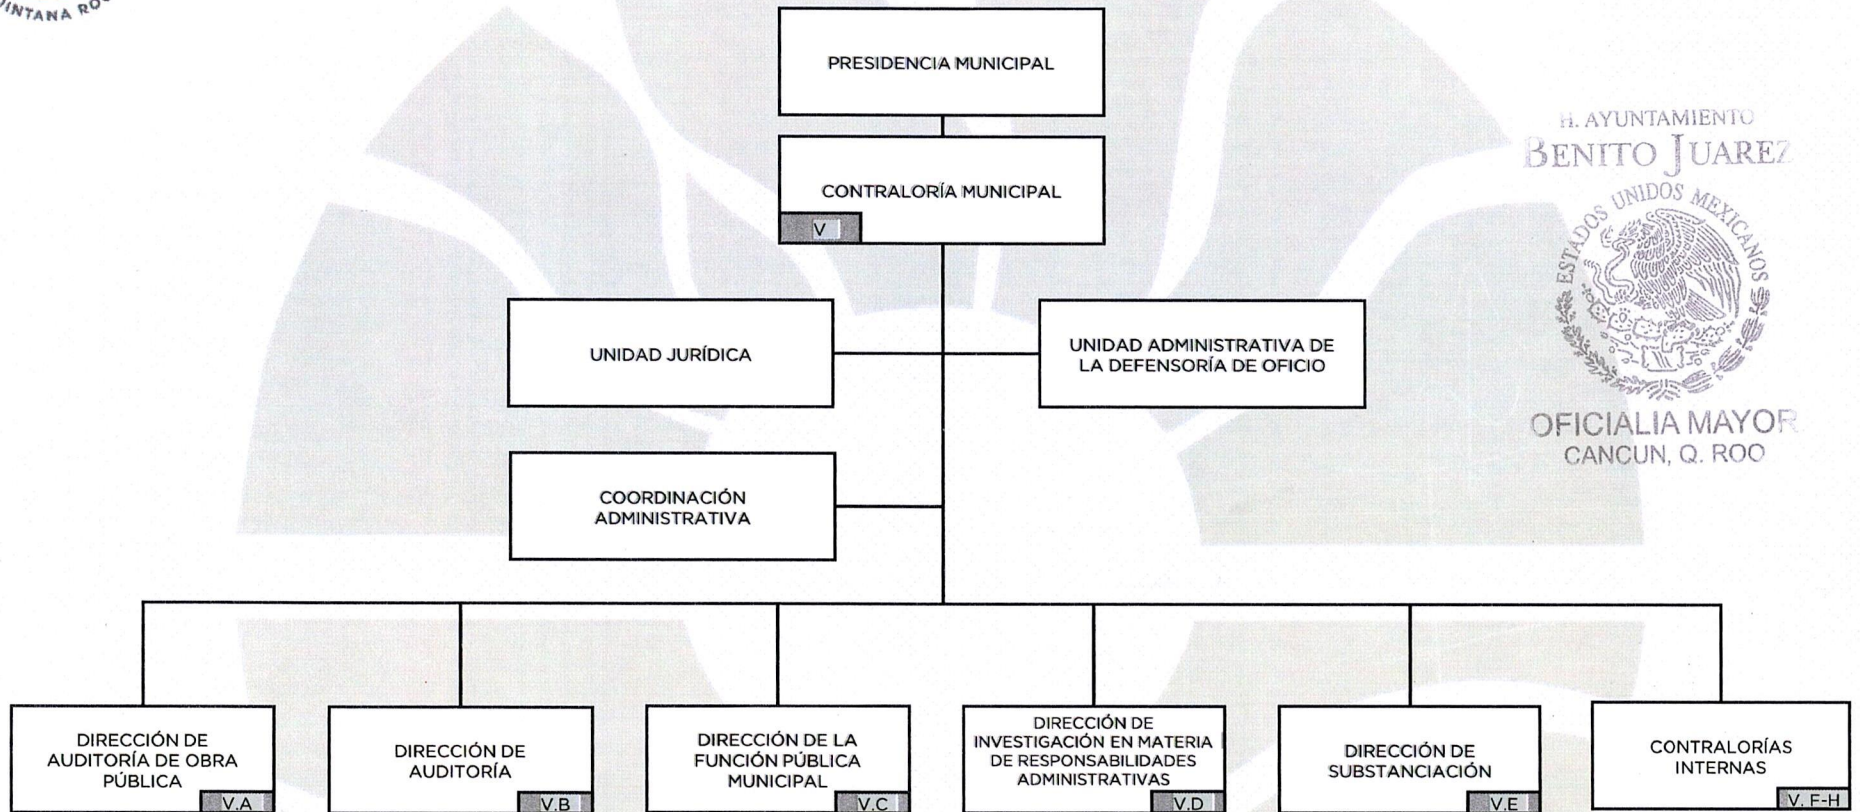 QUINTANA ROO
PRESIDENCIA MUNICIPAL
CONTRALORÍA MUNICIPAL
V
H. AYUNTAMIENTO
BENITO JUAREZ
ESTADOS UNIDOS MEXICANOS
OFICIALIA MAYOR
CANCUN, Q. ROO
UNIDAD JURÍDICA
UNIDAD ADMINISTRATIVA DE
LA DEFENSORÍA DE OFICIO
COORDINACIÓN
ADMINISTRATIVA
DIRECCIÓN DE
AUDITORÍA DE OBRA
PÚBLICA
V.A
DIRECCIÓN DE
AUDITORÍA
V.B
DIRECCIÓN DE LA
FUNCIÓN PÚBLICA
MUNICIPAL
V.C
DIRECCIÓN DE
INVESTIGACIÓN EN MATERIA
DE RESPONSABILIDADES
ADMINISTRATIVAS
V.D
DIRECCIÓN DE
SUBSTANCIACIÓN
V.E
CONTRALORÍAS
INTERNAS
V. F-H